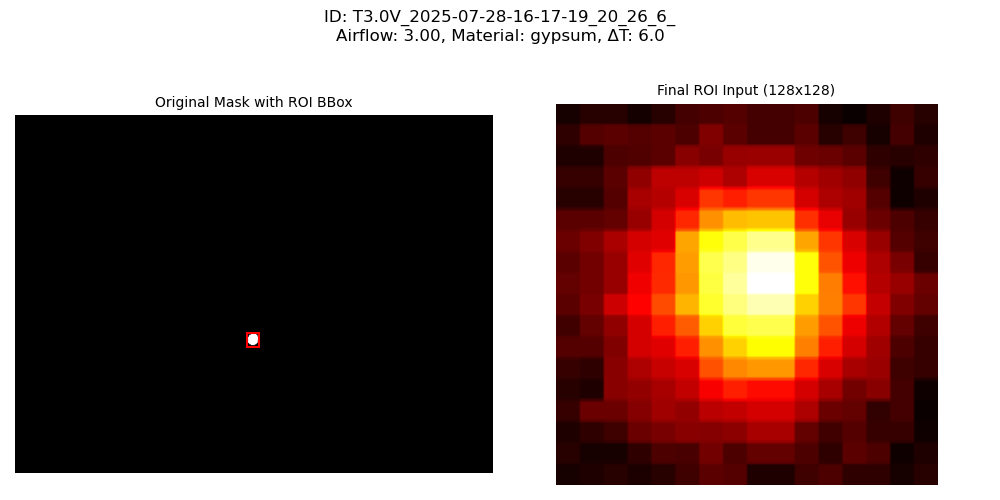 ID: T3.0V_2025-07-28-16-17-19_20_26_6_
Airflow: 3.00, Material: gypsum, ΔT: 6.0
Original Mask with ROI BBox
Final ROI Input (128x128)